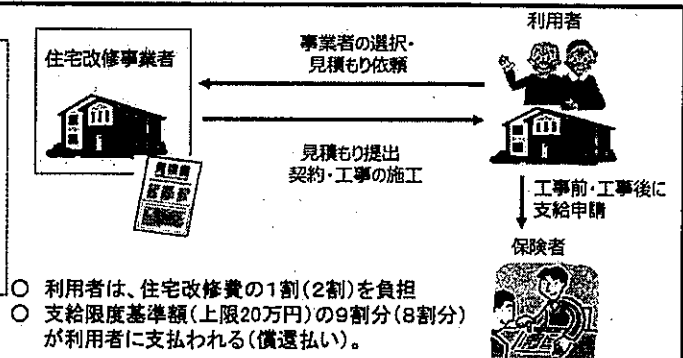 利用者
住宅改修事業者
事業者の選択・
見積もり依頼
見積もり提出
契約・工事の施工
工事前・工事後に
支給申請
保険者
○ 利用者は、住宅改修費の1割(2割)を負担
○ 支給限度基準額(上限20万円)の9割分(8割分)
が利用者に支払われる(償還払い)。